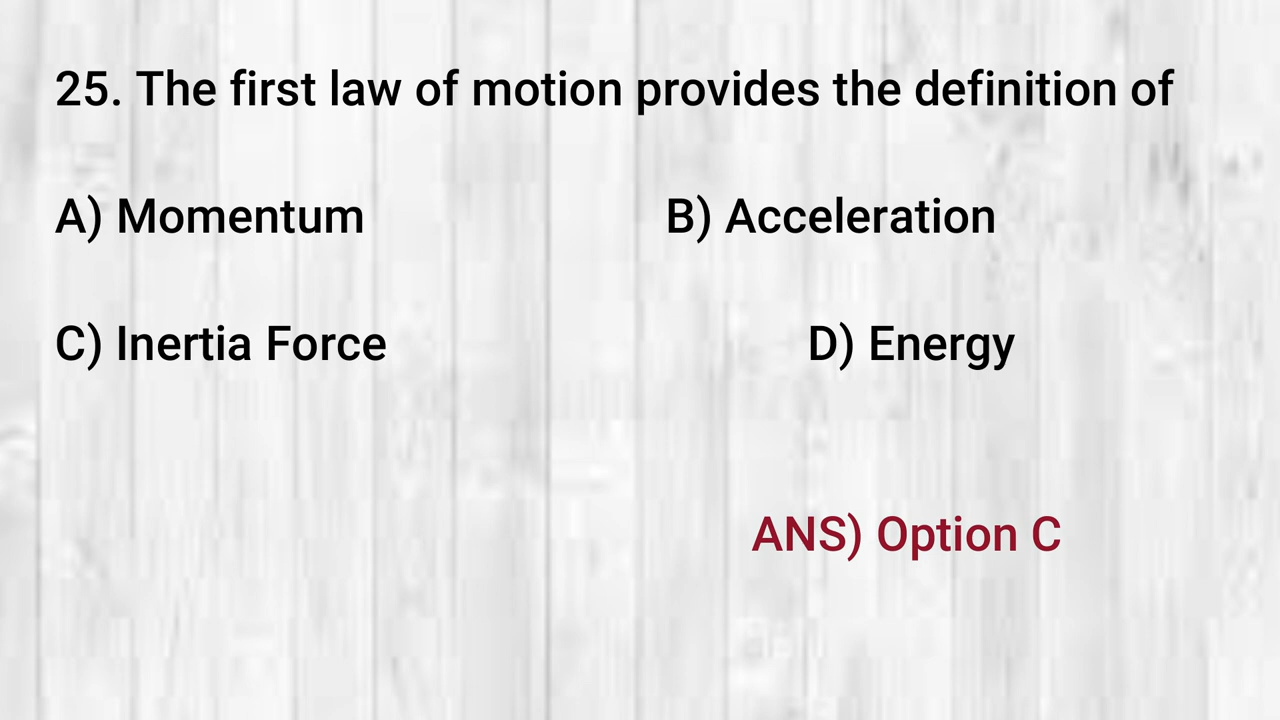 25. The first law of motion provides the definition of
A) Momentum B) Acceleration
C) Inertia Force D) Energy
ANS) Option C